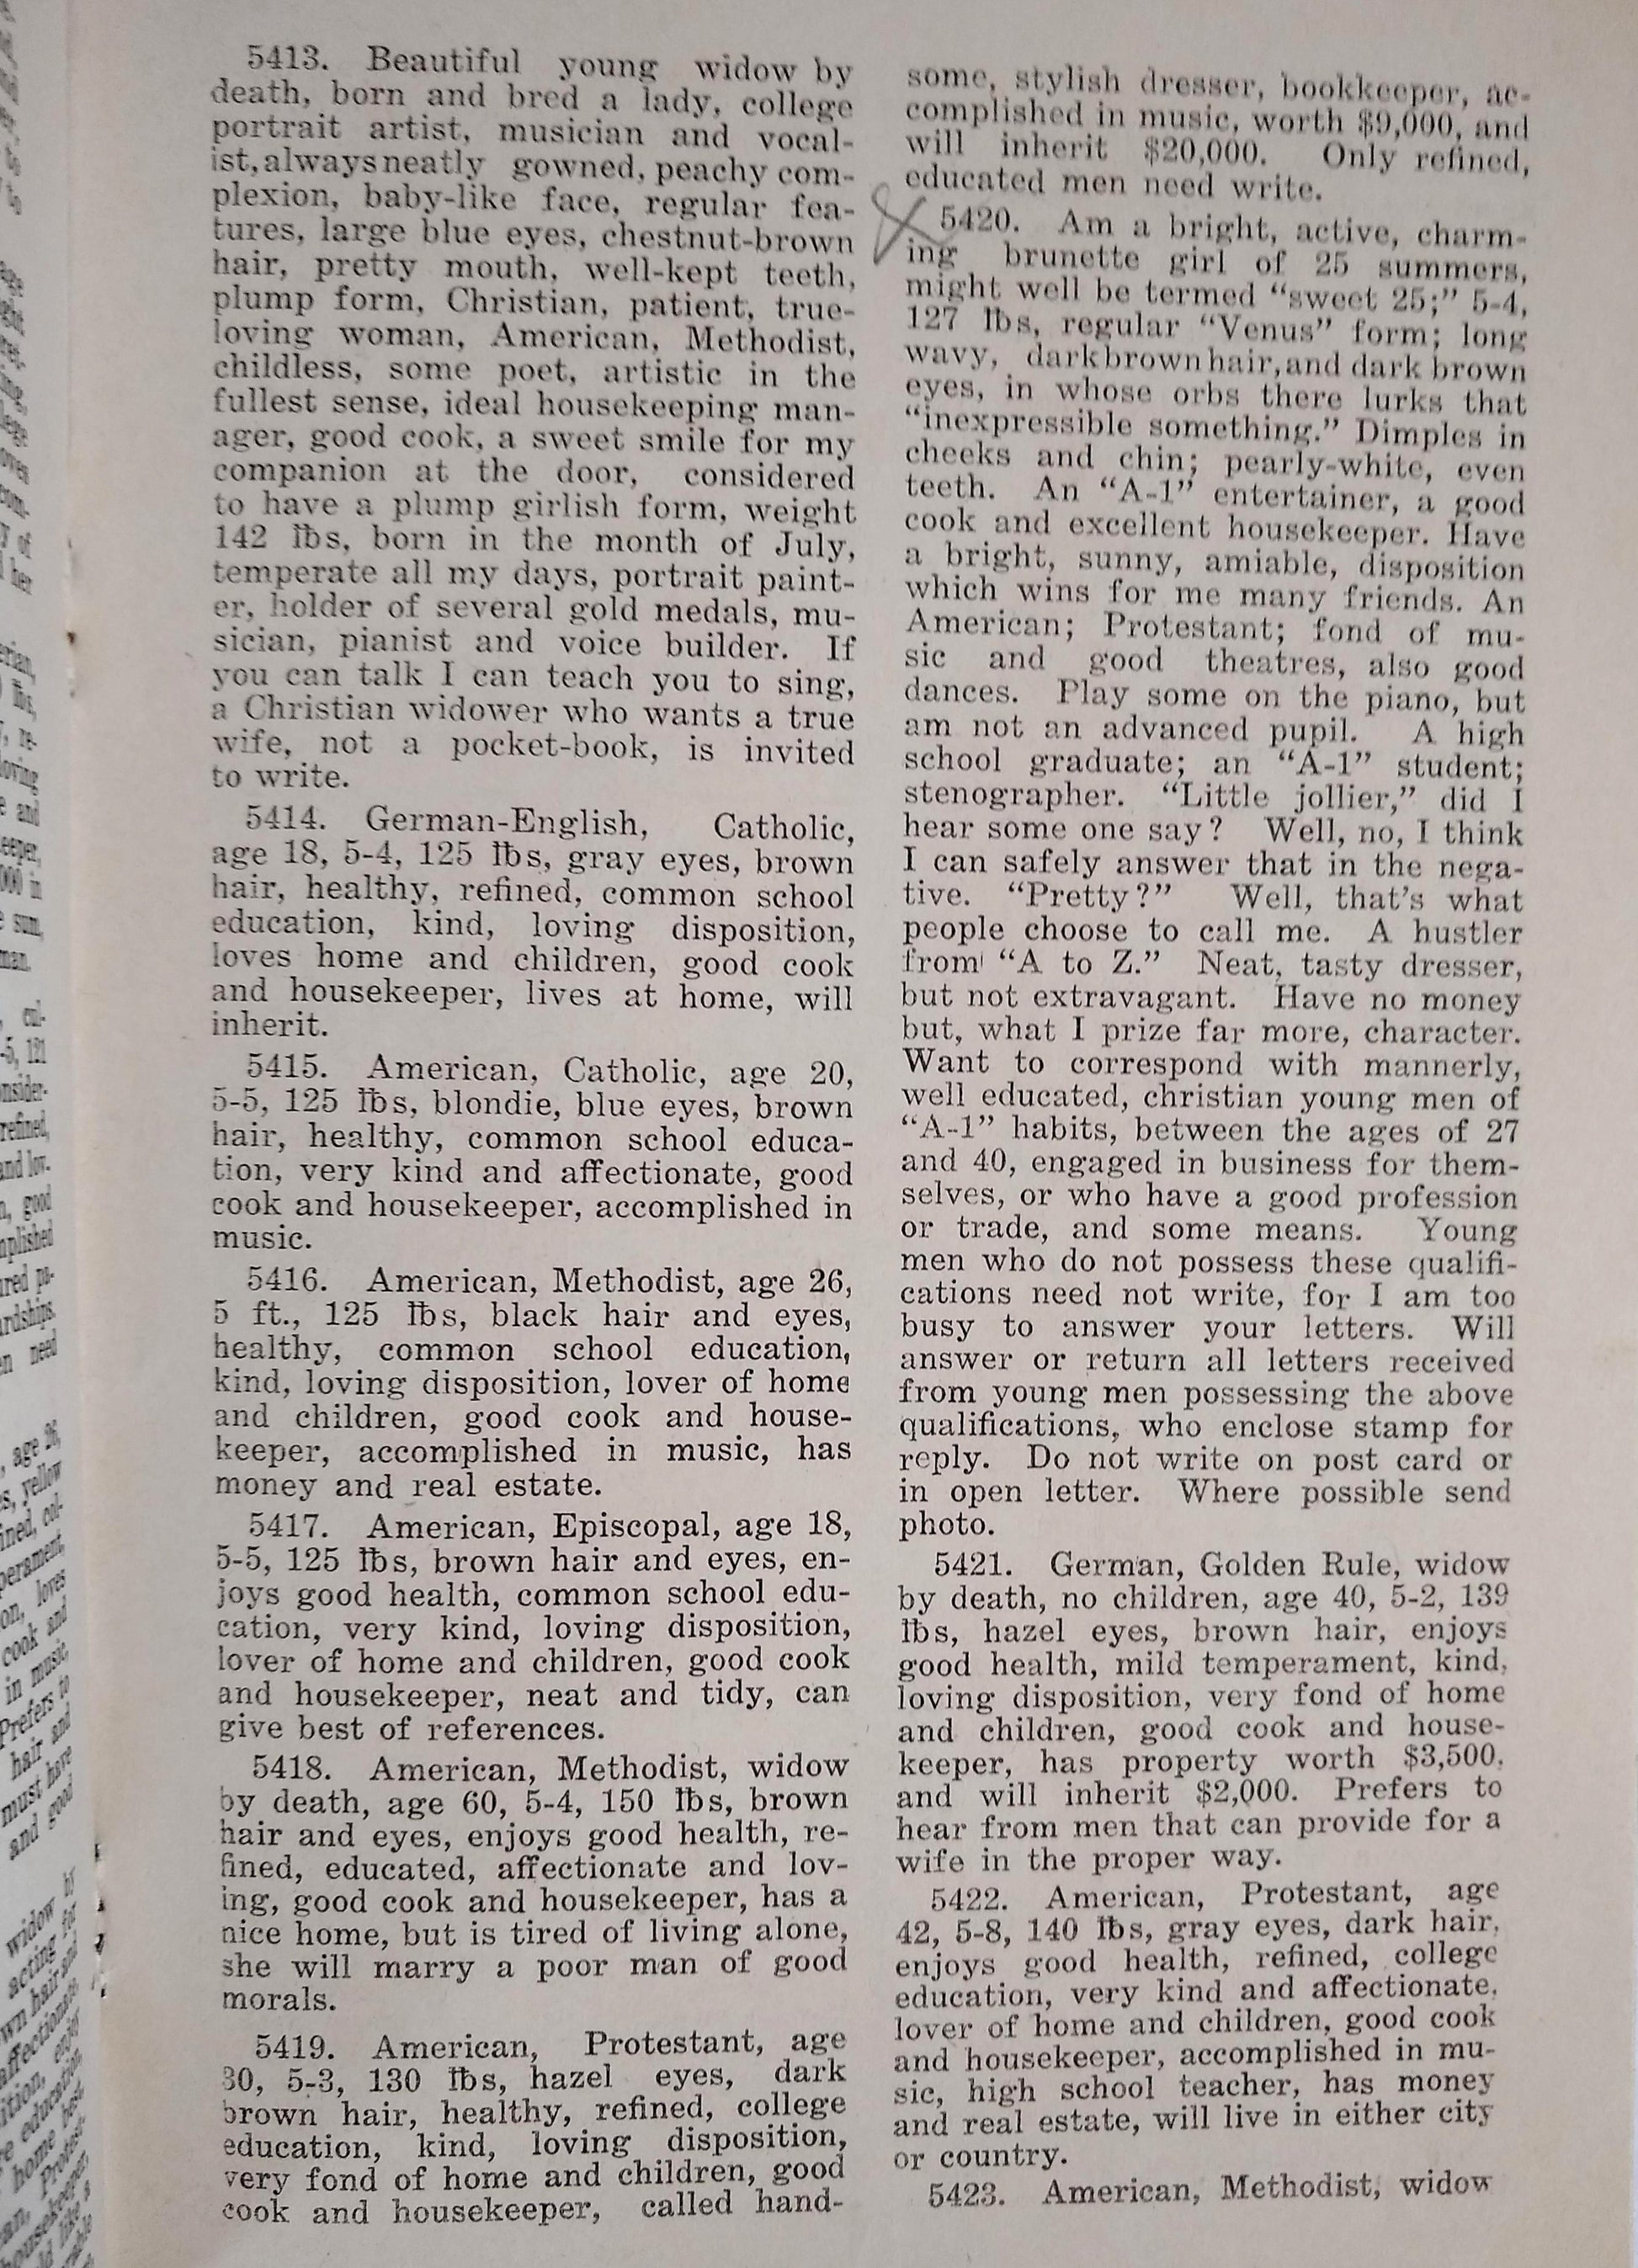 5413. Beautiful young widow by
death, born and bred a lady, college
portrait artist, musician and vocal-
ist, always neatly gowned, peachy com-
plexion, baby-like face, regular fea-
tures, large blue eyes, chestnut-brown
hair, pretty mouth, well-kept teeth,
plump form, Christian, patient, true-
loving woman, American, Methodist,
childless, some poet, artistic in the
fullest sense, ideal housekeeping man-
ager, good cook, a sweet smile for my
companion at the door, considered
to have a plump girlish form, weight
142 lbs, born in the month of July,
temperate all my days, portrait paint-
er, holder of several gold medals, mu-
sician, pianist and voice builder. If
you can talk I can teach you to sing,
a Christian widower who wants a true
wife, not a pocket-book, is invited
to write.
5414. German-English, Catholic,
age 18, 5-4, 125 lbs, gray eyes, brown
hair, healthy, refined, common school
education, kind, loving disposition,
loves home and children, good cook
and housekeeper, lives at home, will
inherit.
5415. American, Catholic, age 20,
5-5, 125 lbs, blondie, blue eyes, brown
hair, healthy, common school educa-
tion, very kind and affectionate, good
cook and housekeeper, accomplished in
music.
5416. American, Methodist, age 26,
5 ft., 125 lbs, black hair and eyes,
healthy, common school education,
kind, loving disposition, lover of home
and children, good cook and house-
keeper, accomplished in music, has
money and real estate.
5417. American, Episcopal, age 18,
5-5, 125 lbs, brown hair and eyes, en-
joys good health, common school edu-
cation, very kind, loving disposition,
lover of home and children, good cook
and housekeeper, neat and tidy, can
give best of references.
5418. American, Methodist, widow
by death, age 60, 5-4, 150 lbs, brown
hair and eyes, enjoys good health, re-
fined, educated, affectionate and lov-
ing, good cook and housekeeper, has a
nice home, but is tired of living alone,
she will marry a poor man of good
morals.
5419. American, Protestant, age
30, 5-3, 130 lbs, hazel eyes, dark
brown hair, healthy, refined, college
education, kind, loving disposition,
very fond of home and children, good
cook and housekeeper, called hand-
some, stylish dresser, bookkeeper, ac-
complished in music, worth $9,000, and
will inherit $20,000. Only refined,
educated men need write.
5420. Am a bright, active, charm-
ing brunette girl of 25 summers,
might well be termed “sweet 25;” 5-4,
127 lbs, regular “Venus” form; long
wavy, dark brown hair, and dark brown
eyes, in whose orbs there lurks that
“inexpressible something.” Dimples in
cheeks and chin; pearly-white, even
teeth. An “A-1” entertainer, a good
cook and excellent housekeeper. Have
a bright, sunny, amiable, disposition
which wins for me many friends. An
American; Protestant; fond of mu-
sic and good theatres, also good
dances. Play some on the piano, but
am not an advanced pupil. A high
school graduate; an “A-1” student;
stenographer. “Little jollier,” did I
hear some one say? Well, no, I think
I can safely answer that in the nega-
tive. “Pretty?” Well, that’s what
people choose to call me. A hustler
from “A to Z.” Neat, tasty dresser,
but not extravagant. Have no money
but, what I prize far more, character.
Want to correspond with mannerly,
well educated, christian young men of
“A-1” habits, between the ages of 27
and 40, engaged in business for them-
selves, or who have a good profession
or trade, and some means. Young
men who do not possess these qualifi-
cations need not write, for I am too
busy to answer your letters. Will
answer or return all letters received
from young men possessing the above
qualifications, who enclose stamp for
reply. Do not write on post card or
in open letter. Where possible send
photo.
5421. German, Golden Rule, widow
by death, no children, age 40, 5-2, 139
lbs, hazel eyes, brown hair, enjoys
good health, mild temperament, kind,
loving disposition, very fond of home
and children, good cook and house-
keeper, has property worth $3,500,
and will inherit $2,000. Prefers to
hear from men that can provide for a
wife in the proper way.
5422. American, Protestant, age
42, 5-8, 140 lbs, gray eyes, dark hair,
enjoys good health, refined, college
education, very kind and affectionate,
lover of home and children, good cook
and housekeeper, accomplished in mu-
sic, high school teacher, has money
and real estate, will live in either city
or country.
5423. American, Methodist, widow